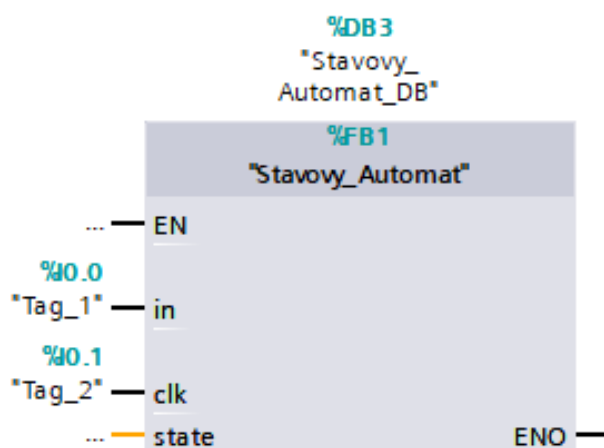 %DB3
"Stavovy_
Automat_DB"
%FB1
"Stavovy_Automat"
... EN
%I0.0
"Tag_1" in
%I0.1
"Tag_2" clk
... state ENO